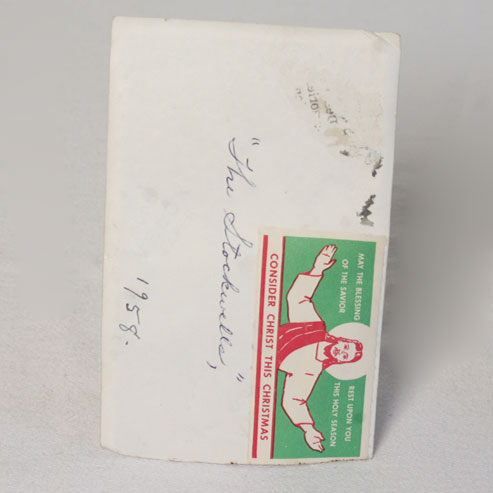 "The Stockwells,"
1958.
MAY THE BLESSING
OF THE SAVIOR
REST UPON YOU
THIS HOLY SEASON
CONSIDER CHRIST THIS CHRISTMAS